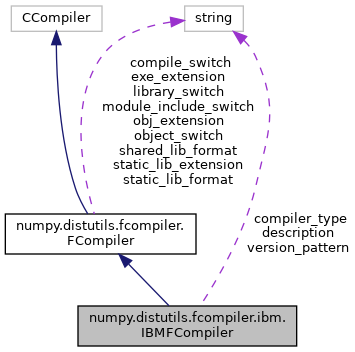 CCompiler
string
compile_switch
exe_extension
library_switch
module_include_switch
obj_extension
object_switch
shared_lib_format
static_lib_extension
static_lib_format
numpy.distutils.fcompiler.
FCompiler
compiler_type
description
version_pattern
numpy.distutils.fcompiler.ibm.
IBMFCompiler